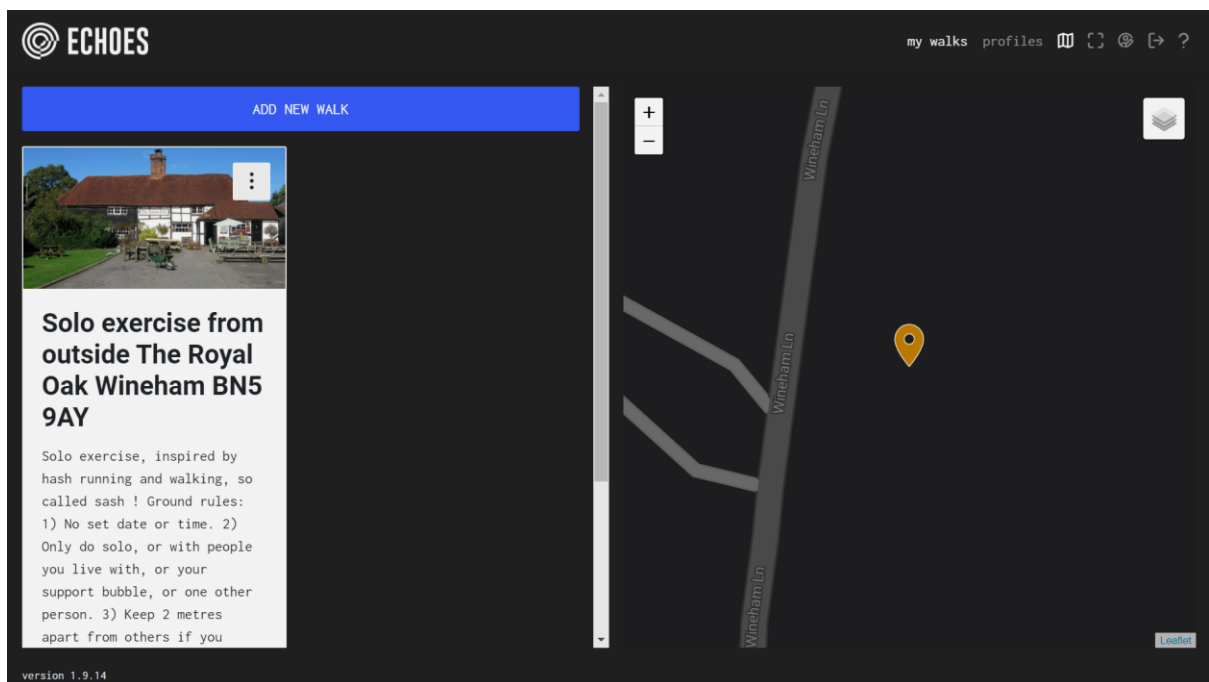 ECHOES
my walks profiles ?
ADD NEW WALK
Solo exercise from
outside The Royal
Oak Wineham BN5
9AY
Solo exercise, inspired by
hash running and walking, so
called sash ! Ground rules:
1) No set date or time. 2)
Only do solo, or with people
you live with, or your
support bubble, or one other
person. 3) Keep 2 metres
apart from others if you
+
−
Wineham Ln
Wineham Ln
Wineham Ln
Leaflet
version 1.9.14